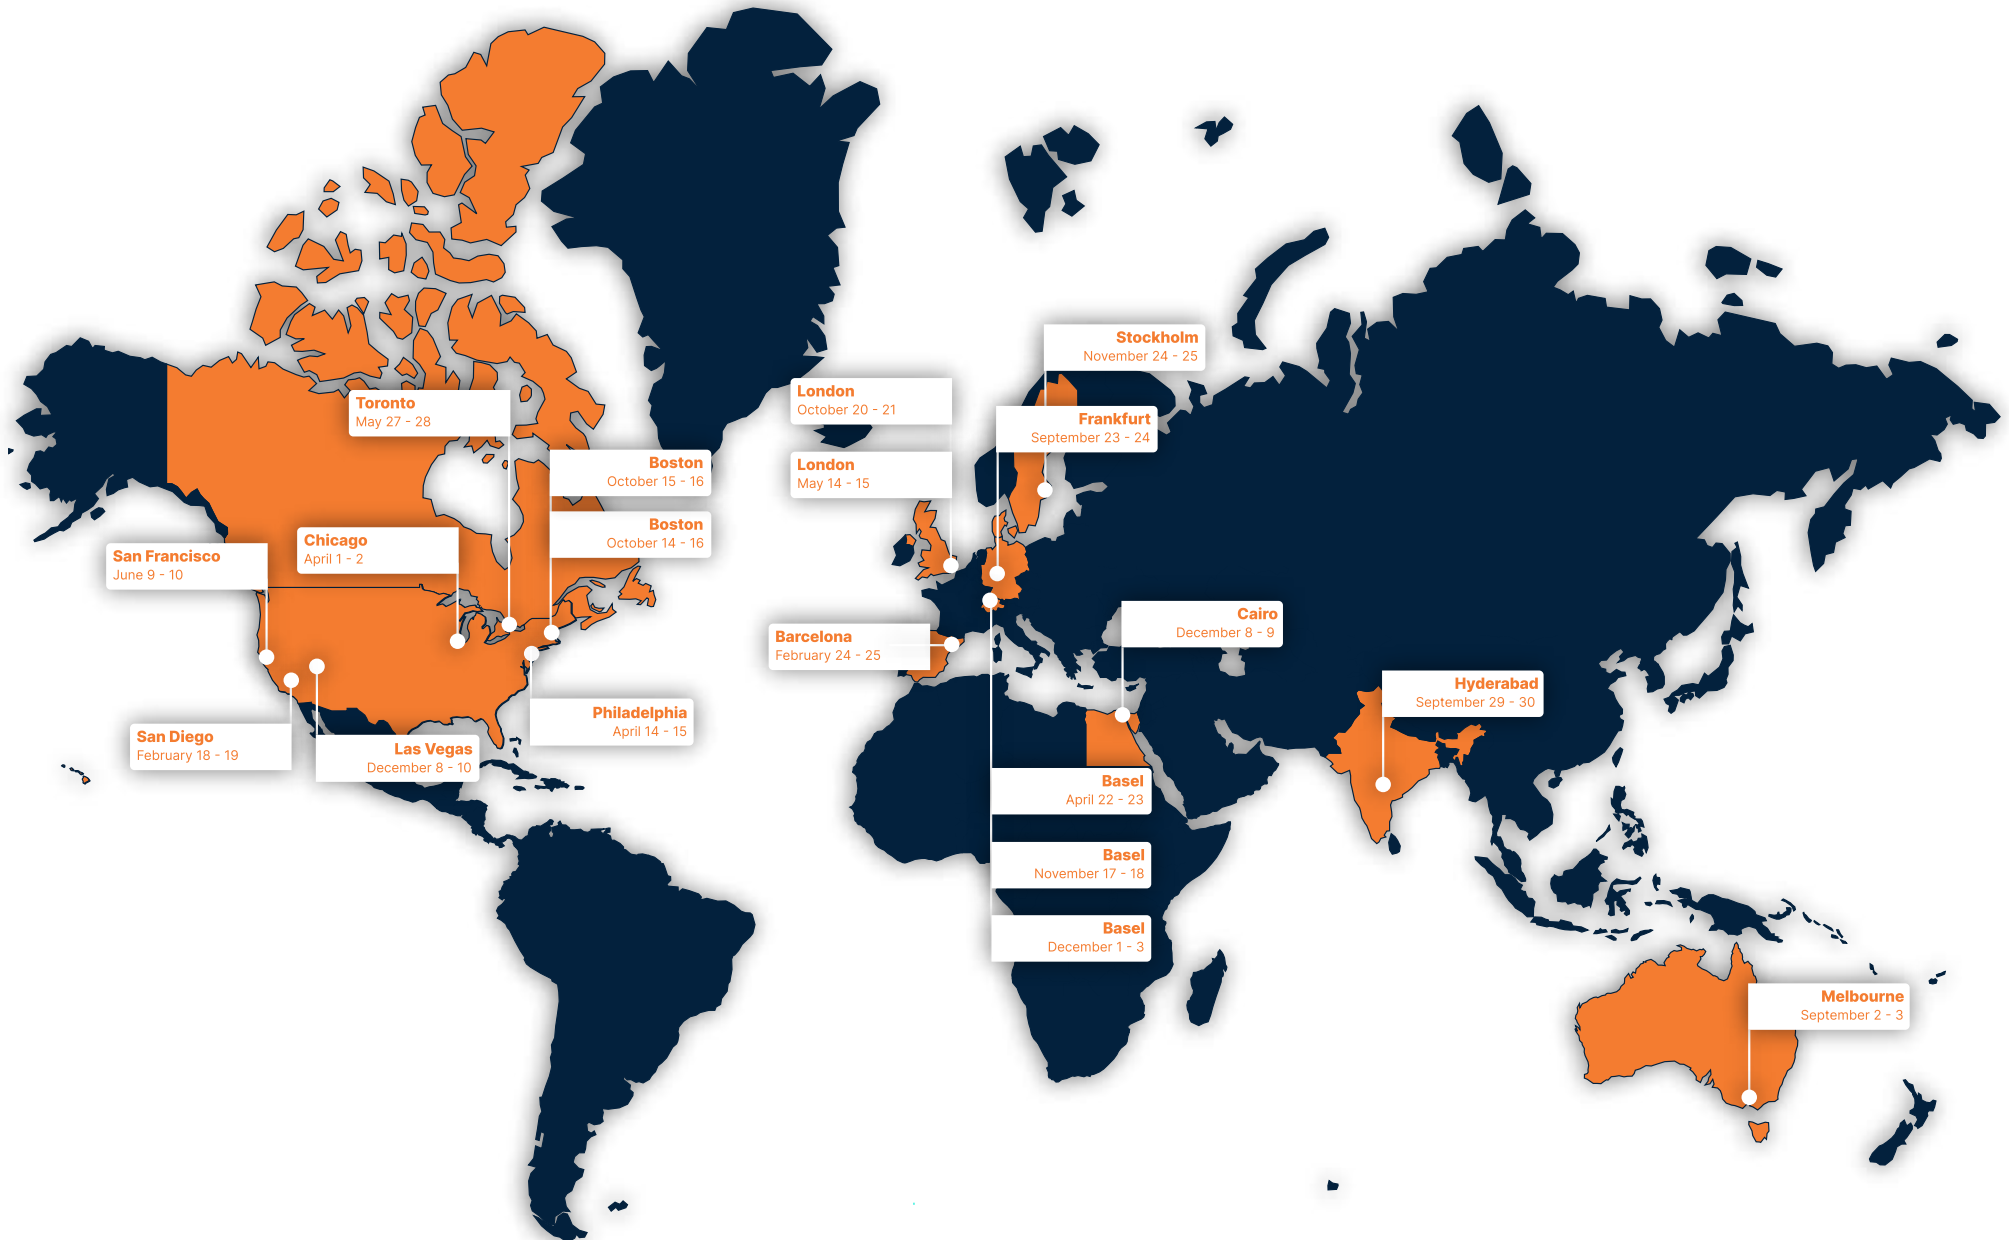 Stockholm
November 24 - 25
London
October 20 - 21
Toronto
May 27 - 28
Frankfurt
September 23 - 24
London
May 14 - 15
Boston
October 15 - 16
Boston
October 14 - 16
Chicago
April 1 - 2
San Francisco
June 9 - 10
Cairo
December 8 - 9
Barcelona
February 24 - 25
Hyderabad
September 29 - 30
Philadelphia
April 14 - 15
San Diego
February 18 - 19
Las Vegas
December 8 - 10
Basel
April 22 - 23
Basel
November 17 - 18
Basel
December 1 - 3
Melbourne
September 2 - 3